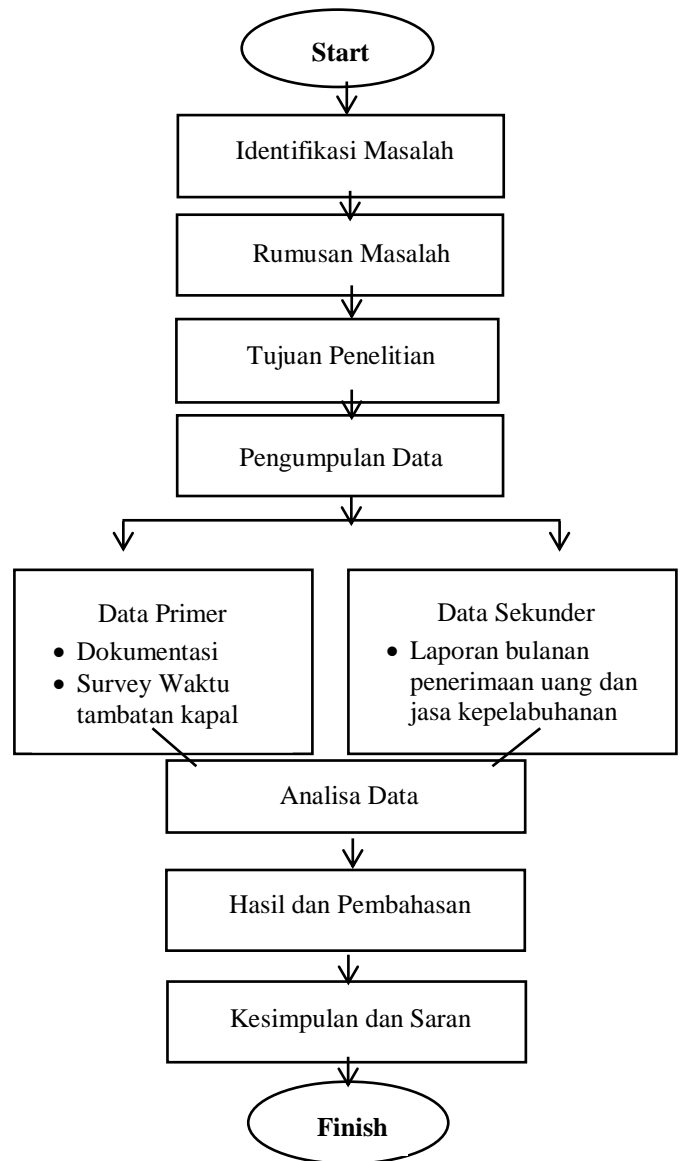 Start
Identifikasi Masalah
Rumusan Masalah
Tujuan Penelitian
Pengumpulan Data
Data Primer
• Dokumentasi
• Survey Waktu
tambatan kapal
Data Sekunder
• Laporan bulanan
penerimaan uang dan
jasa kepelabuhanan
Analisa Data
Hasil dan Pembahasan
Kesimpulan dan Saran
Finish